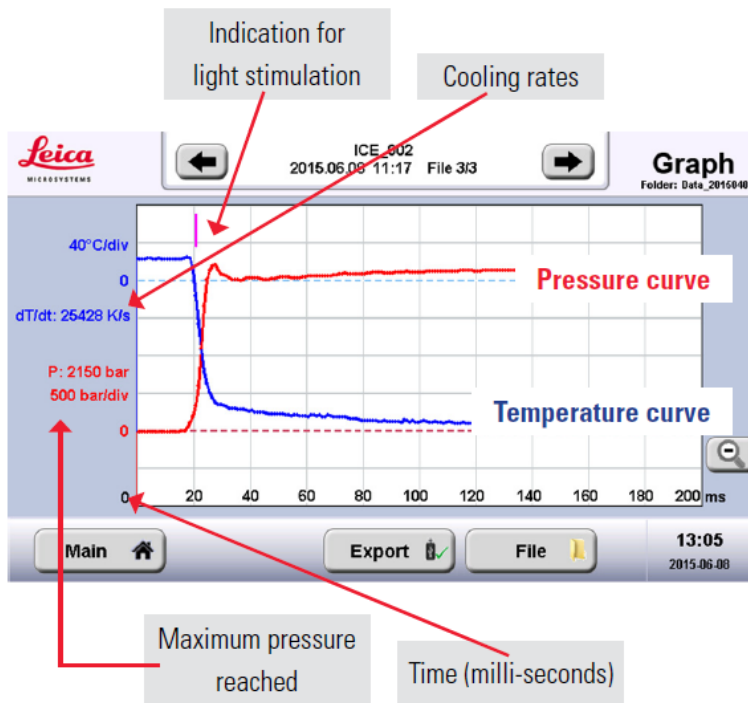 Indication for
light stimulation
Cooling rates
Leica
MICROSYSTEMS
ICE_002
2015.06.08 11:17 File 3/3
Graph
Folder: Data_2015040
40°C/div
0
dT/dt: 25428 K/s
P: 2150 bar
500 bar/div
0
0
Pressure curve
Temperature curve
20 40 60 80 100 120 140 160 180 200 ms
Main
Export
File
13:05
2015-06-08
Maximum pressure
reached
Time (milli-seconds)